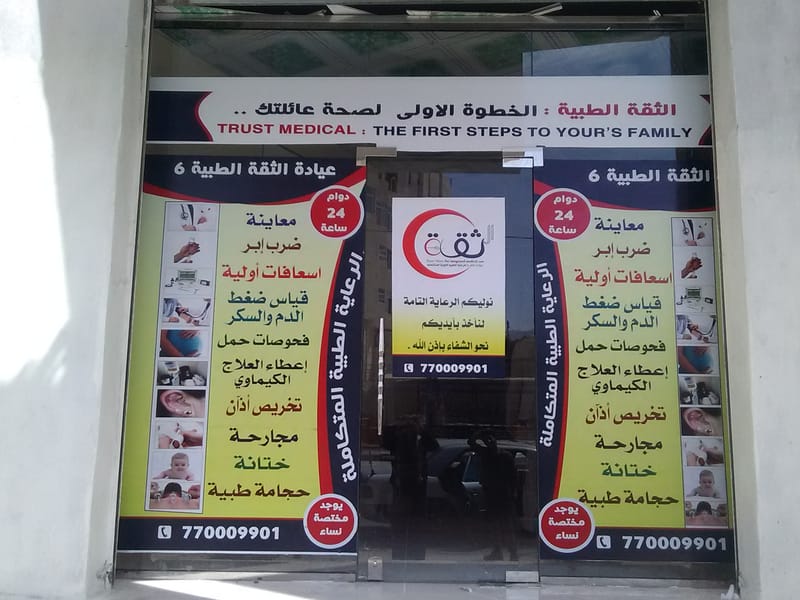 الثقة الطبية : الخطوة الاولى لصحة عائلتك ..
TRUST MEDICAL : THE FIRST STEPS TO YOUR'S FAMILY
عيادة الثقة الطبية 6
دوام
24
ساعة
معاينة
ضرب إبر
اسعافات أولية
قياس ضغط
الدم والسكر
فحوصات حمل
إعطاء العلاج
الكيماوي
تخريص أذآن
مجارحة
ختانة
حجامة طبية
الرعاية الطبية المتكاملة
يوجد
مختصة
نساء
770009901
الثقة
نوليكم الرعاية التامة
لنأخذ بأيديكم
نحو الشفاء بإذن الله .
770009901
الثقة الطبية 6
دوام
24
ساعة
معاينة
ضرب إبر
اسعافات أولية
قياس ضغط
الدم والسكر
فحوصات حمل
إعطاء العلاج
الكيماوي
تخريص أذآن
مجارحة
ختانة
حجامة طبية
الرعاية الطبية المتكاملة
يوجد
مختصة
نساء
770009901